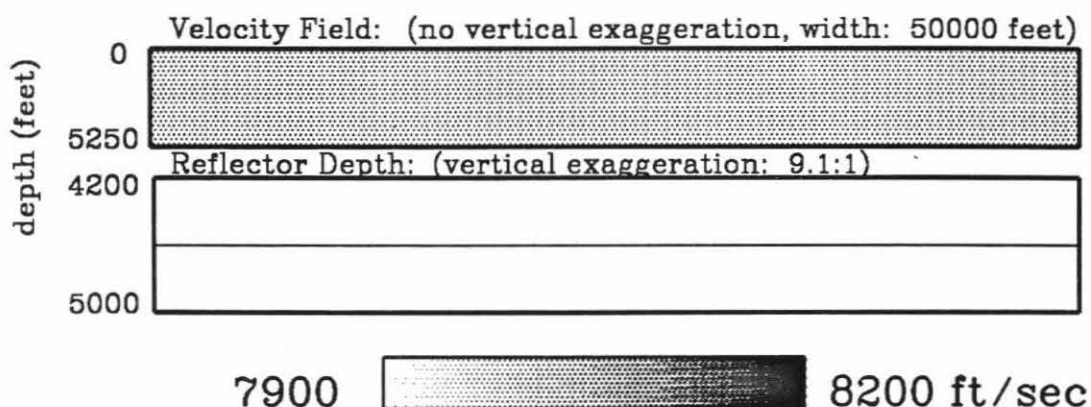 Velocity Field: (no vertical exaggeration, width: 50000 feet)
0
depth (feet)
5250
Reflector Depth: (vertical exaggeration: 9.1:1)
4200
5000
7900 8200 ft/sec